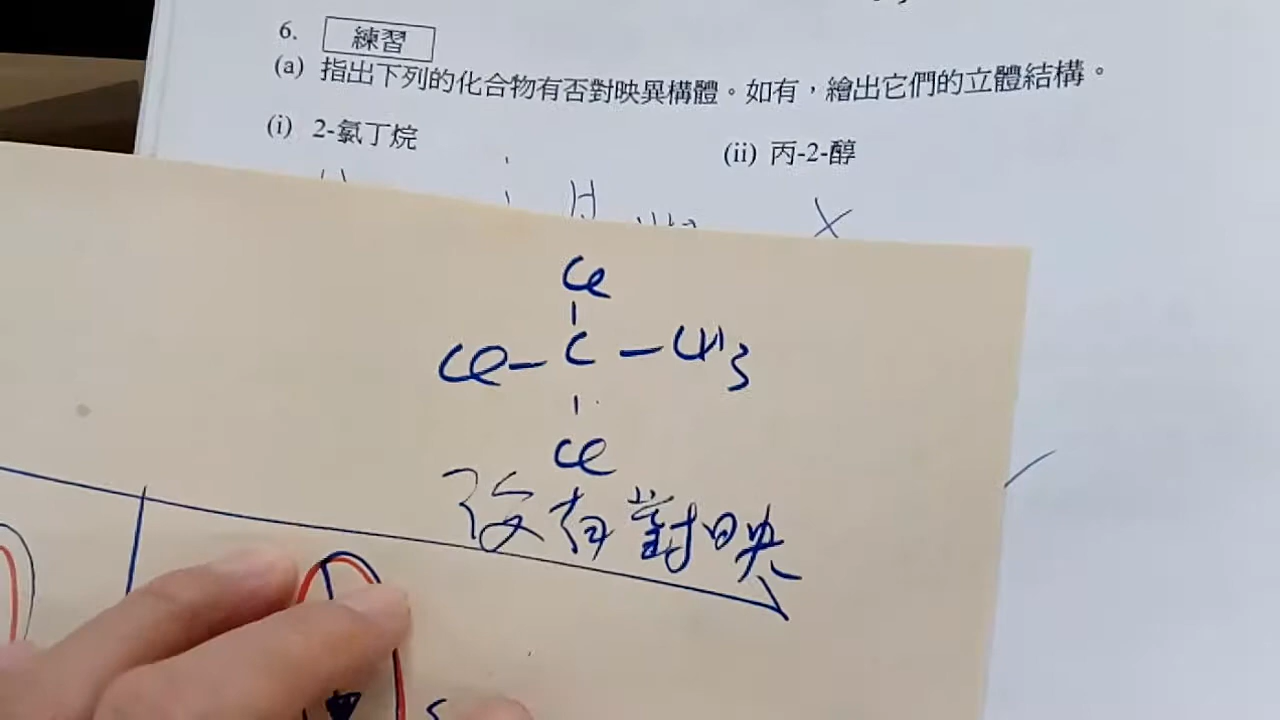 6. 練習
(a) 指出下列的化合物有否對映異構體。如有，繪出它們的立體結構。
(i) 2-氯丁烷 (ii) 丙-2-醇
H
Cl
Cl - C - CH3
Cl
沒有對映